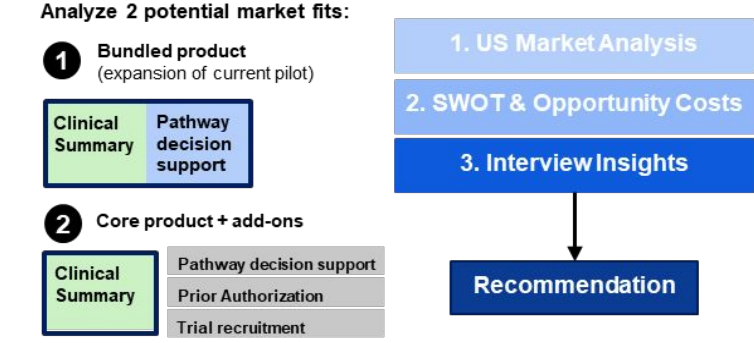 Analyze 2 potential market fits:
1
Bundled product
(expansion of current pilot)
Clinical
Summary
Pathway
decision
support
2
Core product + add-ons
Clinical
Summary
Pathway decision support
Prior Authorization
Trial recruitment
1. US Market Analysis
2. SWOT & Opportunity Costs
3. Interview Insights
Recommendation